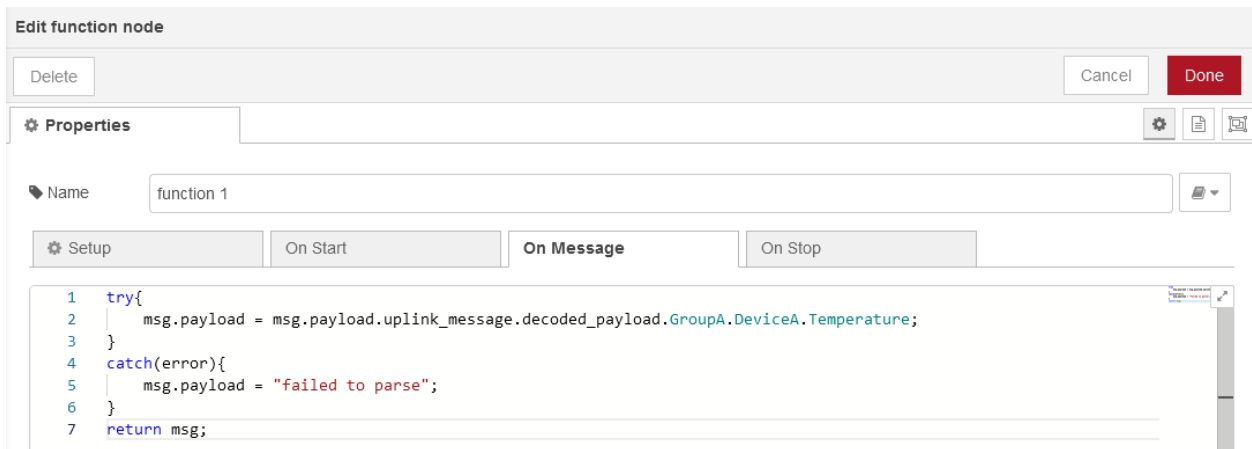 Edit function node
Delete Cancel Done
Properties
Name function 1
Setup On Start On Message On Stop
1 try{
2 msg.payload = msg.payload.uplink_message.decoded_payload.GroupA.DeviceA.Temperature;
3 }
4 catch(error){
5 msg.payload = "failed to parse";
6 }
7 return msg;